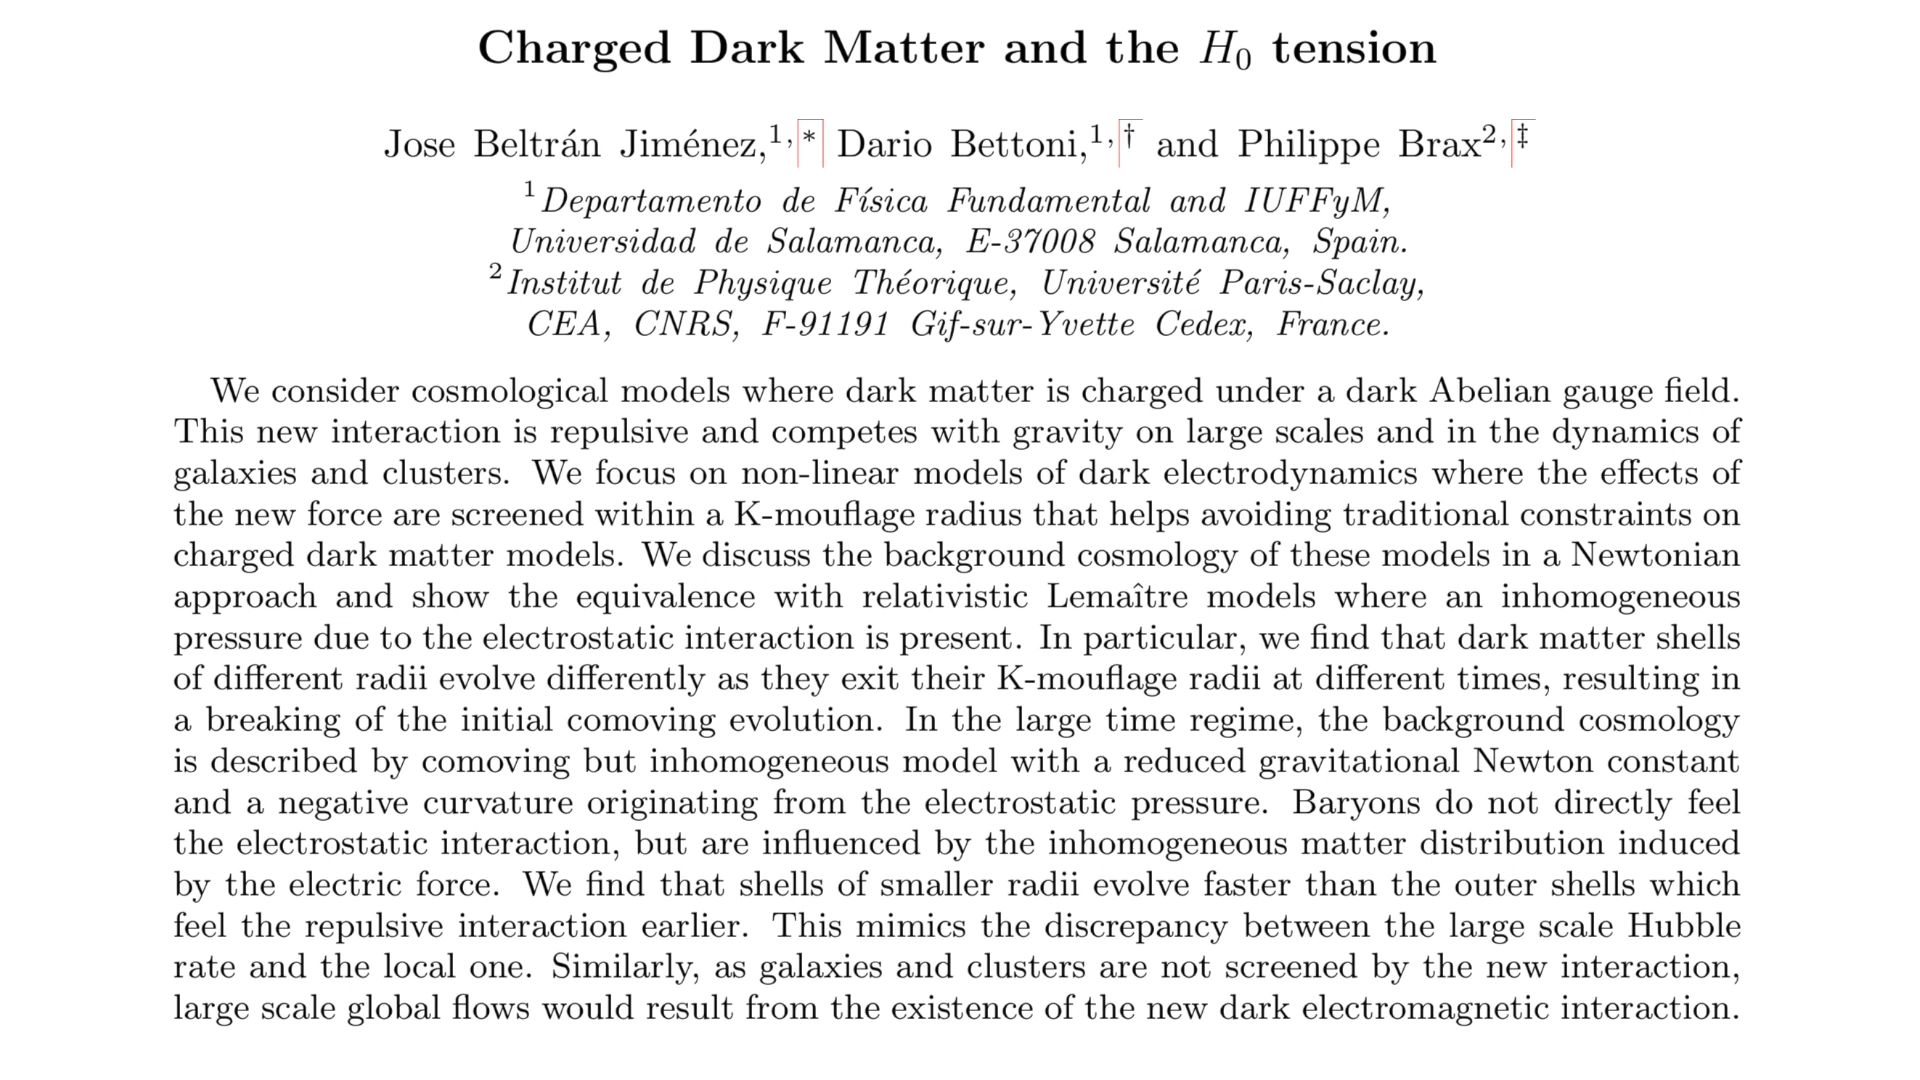 Charged Dark Matter and the H₀ tension
Jose Beltrán Jiménez,¹,* Dario Bettoni,¹,† and Philippe Brax²,‡
¹Departamento de Física Fundamental and IUFFyM,
Universidad de Salamanca, E-37008 Salamanca, Spain.
²Institut de Physique Théorique, Université Paris-Saclay,
CEA, CNRS, F-91191 Gif-sur-Yvette Cedex, France.
We consider cosmological models where dark matter is charged under a dark Abelian gauge field.
This new interaction is repulsive and competes with gravity on large scales and in the dynamics of
galaxies and clusters. We focus on non-linear models of dark electrodynamics where the effects of
the new force are screened within a K-mouflage radius that helps avoiding traditional constraints on
charged dark matter models. We discuss the background cosmology of these models in a Newtonian
approach and show the equivalence with relativistic Lemaître models where an inhomogeneous
pressure due to the electrostatic interaction is present. In particular, we find that dark matter shells
of different radii evolve differently as they exit their K-mouflage radii at different times, resulting in
a breaking of the initial comoving evolution. In the large time regime, the background cosmology
is described by comoving but inhomogeneous model with a reduced gravitational Newton constant
and a negative curvature originating from the electrostatic pressure. Baryons do not directly feel
the electrostatic interaction, but are influenced by the inhomogeneous matter distribution induced
by the electric force. We find that shells of smaller radii evolve faster than the outer shells which
feel the repulsive interaction earlier. This mimics the discrepancy between the large scale Hubble
rate and the local one. Similarly, as galaxies and clusters are not screened by the new interaction,
large scale global flows would result from the existence of the new dark electromagnetic interaction.